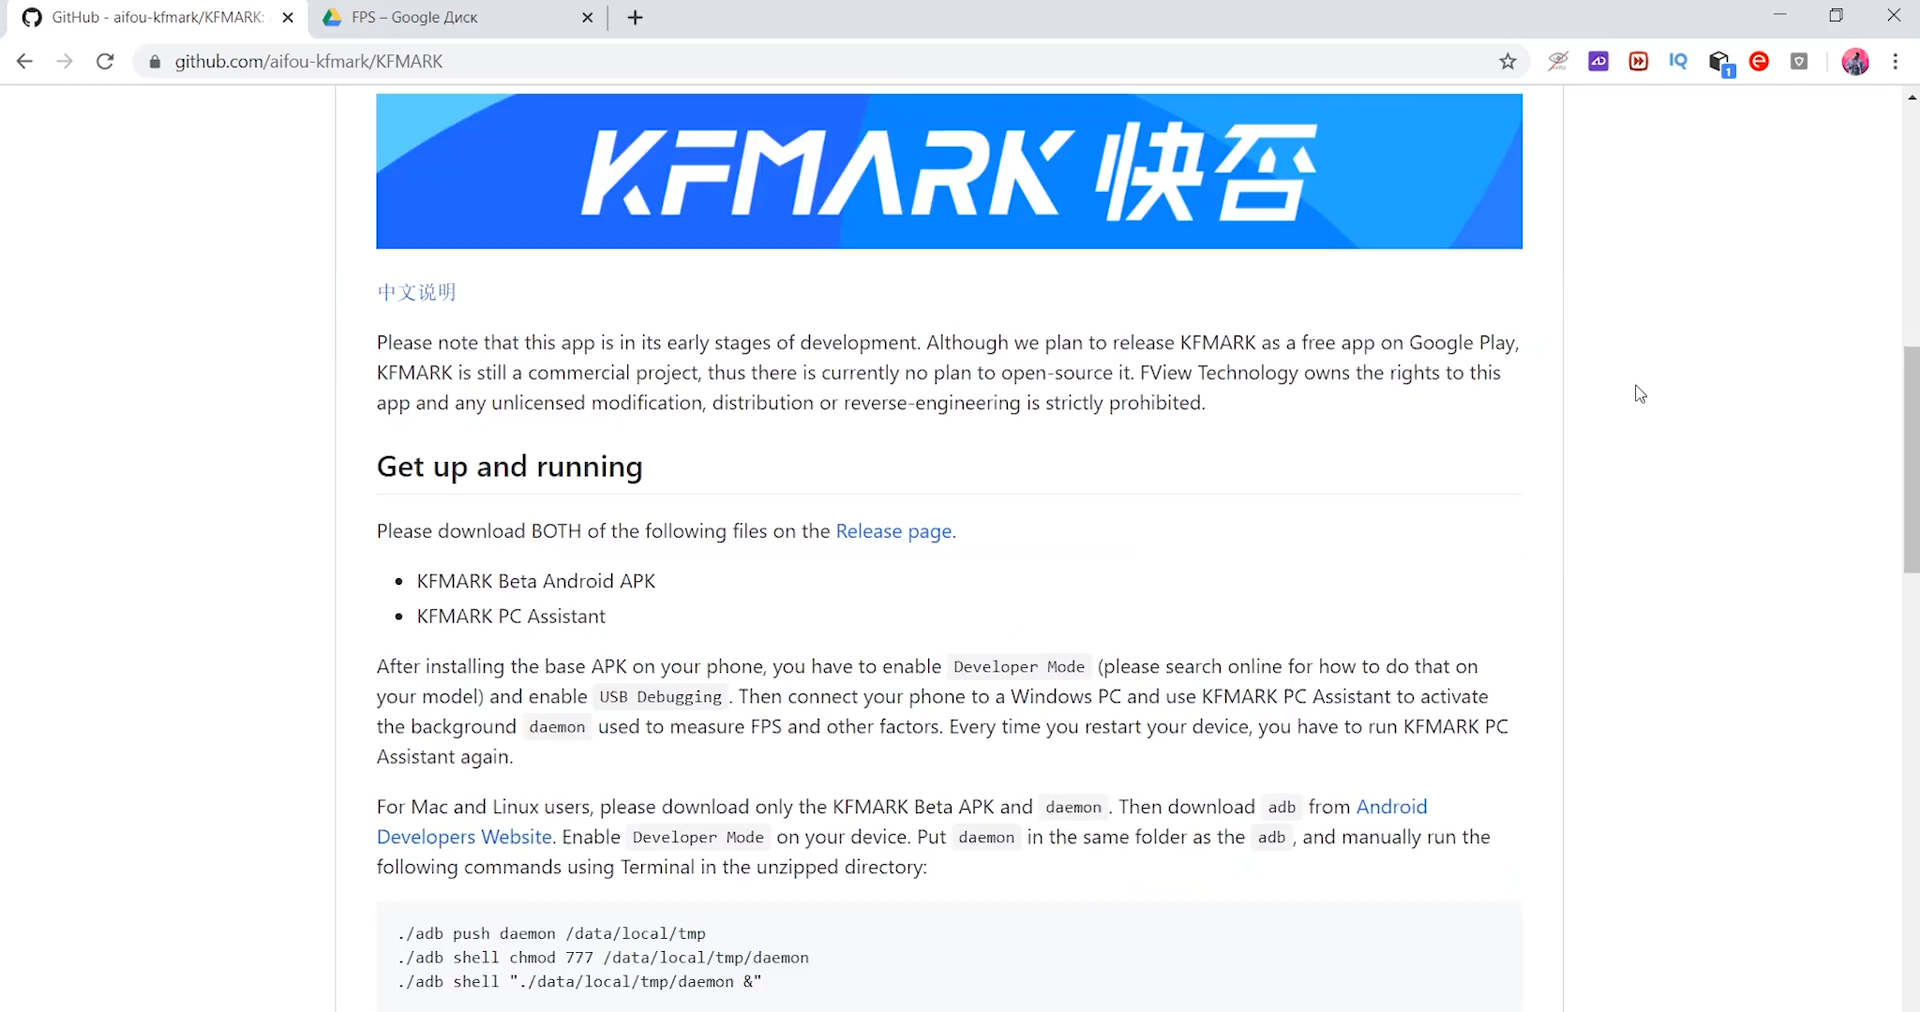 GitHub - aifou-kfmark/KFMARK:
FPS – Google Диск
github.com/aifou-kfmark/KFMARK
IQ
1
KFMARK 快否
中文说明
Please note that this app is in its early stages of development. Although we plan to release KFMARK as a free app on Google Play,
KFMARK is still a commercial project, thus there is currently no plan to open-source it. FView Technology owns the rights to this
app and any unlicensed modification, distribution or reverse-engineering is strictly prohibited.
Get up and running
Please download BOTH of the following files on the Release page.
• KFMARK Beta Android APK
• KFMARK PC Assistant
After installing the base APK on your phone, you have to enable Developer Mode (please search online for how to do that on
your model) and enable USB Debugging . Then connect your phone to a Windows PC and use KFMARK PC Assistant to activate
the background daemon used to measure FPS and other factors. Every time you restart your device, you have to run KFMARK PC
Assistant again.
For Mac and Linux users, please download only the KFMARK Beta APK and daemon . Then download adb from Android
Developers Website. Enable Developer Mode on your device. Put daemon in the same folder as the adb , and manually run the
following commands using Terminal in the unzipped directory:
./adb push daemon /data/local/tmp
./adb shell chmod 777 /data/local/tmp/daemon
./adb shell "./data/local/tmp/daemon &"